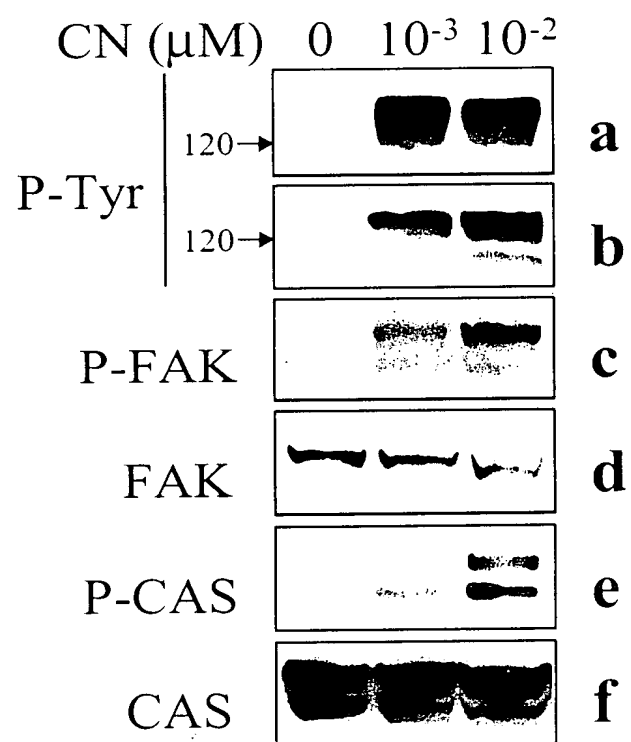 CN (μM) 0 10⁻³ 10⁻²
120→ a
P-Tyr
120→ b
P-FAK c
FAK d
P-CAS e
CAS f